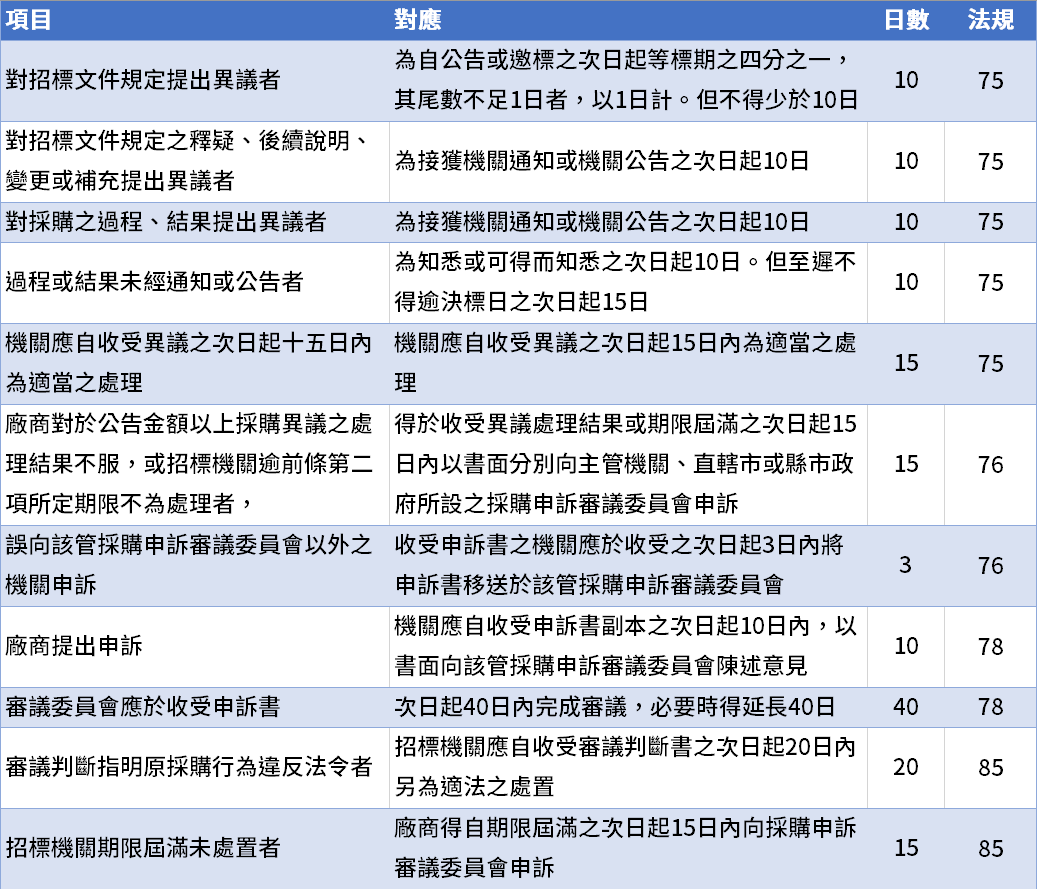 項目 對應 日數 法規
對招標文件規定提出異議者
為自公告或邀標之次日起等標期之四分之一，
其尾數不足1日者，以1日計。但不得少於10日
10 75
對招標文件規定之釋疑、後續說明、
變更或補充提出異議者
為接獲機關通知或機關公告之次日起10日
10 75
對採購之過程、結果提出異議者
為接獲機關通知或機關公告之次日起10日
10 75
過程或結果未經通知或公告者
為知悉或可得而知悉之次日起10日。但至遲不
得逾決標日之次日起15日
10 75
機關應自收受異議之次日起十五日內
為適當之處理
機關應自收受異議之次日起15日內為適當之處
理
15 75
廠商對於公告金額以上採購異議之處
理結果不服，或招標機關逾前條第二
項所定期限不為處理者，
得於收受異議處理結果或期限屆滿之次日起15
日內以書面分別向主管機關、直轄市或縣市政
府所設之採購申訴審議委員會申訴
15 76
誤向該管採購申訴審議委員會以外之
機關申訴
收受申訴書之機關應於收受之次日起3日內將
申訴書移送於該管採購申訴審議委員會
3 76
廠商提出申訴
機關應自收受申訴書副本之次日起10日內，以
書面向該管採購申訴審議委員會陳述意見
10 78
審議委員會應於收受申訴書
次日起40日內完成審議，必要時得延長40日
40 78
審議判斷指明原採購行為違反法令者
招標機關應自收受審議判斷書之次日起20日內
另為適法之處置
20 85
招標機關期限屆滿未處置者
廠商得自期限屆滿之次日起15日內向採購申訴
審議委員會申訴
15 85